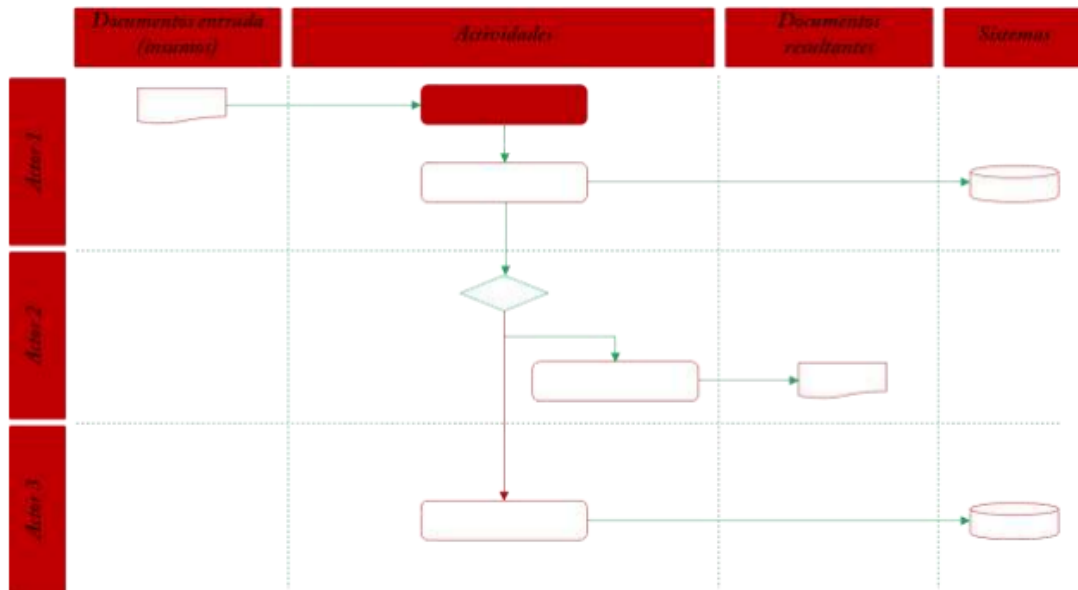 Documentos entrada
(insumos)
Actividades
Documentos
resultantes
Sistemas
Actor 1
Actor 2
Actor 3